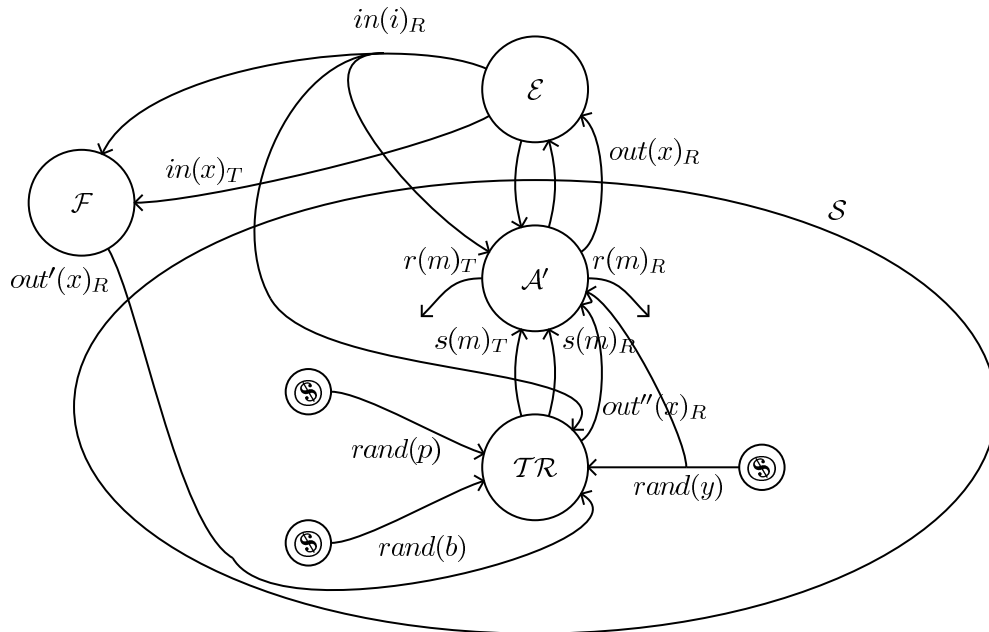 in(i)_R
ℰ
out(x)_R
in(x)_T
ℱ
𝒮
out′(x)_R
r(m)_T
𝒜′
r(m)_R
s(m)_T
s(m)_R
$
out″(x)_R
rand(p)
𝒯ℛ
$
rand(y)
$
rand(b)